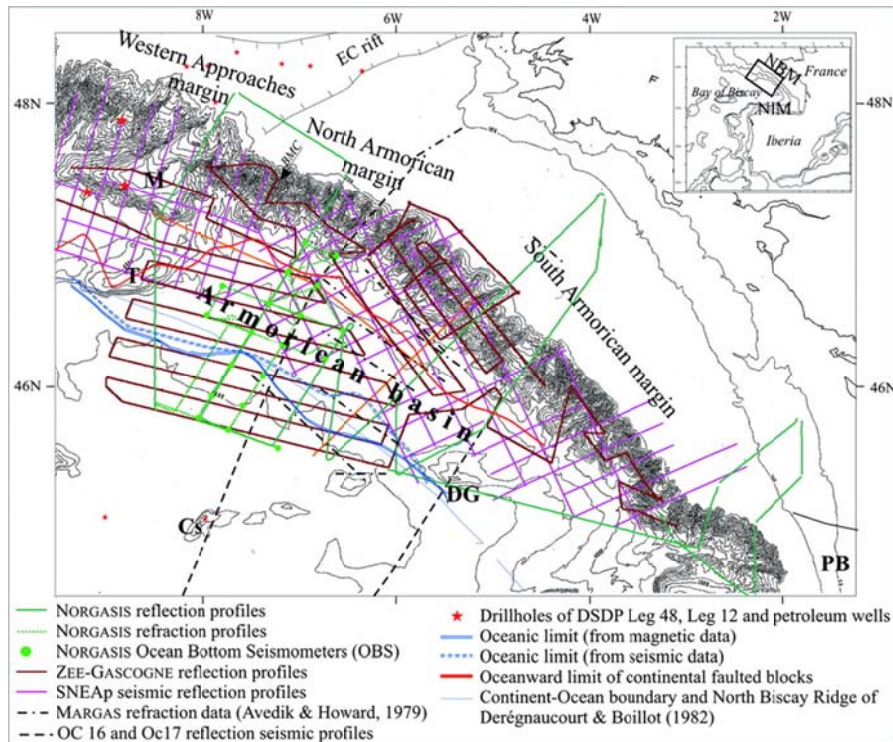 8W
6W
4W
2W
EC rift
Western Approaches
margin
48N
48N
North Armorican
margin
BMC
M
T
Armorican basin
South Armorican
margin
46N
46N
DG
Cs
PB
NBM
France
Bay of Biscay
NIM
Iberia
NORGASIS reflection profiles
NORGASIS refraction profiles
NORGASIS Ocean Bottom Seismometers (OBS)
ZEE-GASCOGNE reflection profiles
SNEAp seismic reflection profiles
MARGAS refraction data (Avedik & Howard, 1979)
OC 16 and Oc17 reflection seismic profiles
Drillholes of DSDP Leg 48, Leg 12 and petroleum wells
Oceanic limit (from magnetic data)
Oceanic limit (from seismic data)
Oceanward limit of continental faulted blocks
Continent-Ocean boundary and North Biscay Ridge of
Derégnaucourt & Boillot (1982)